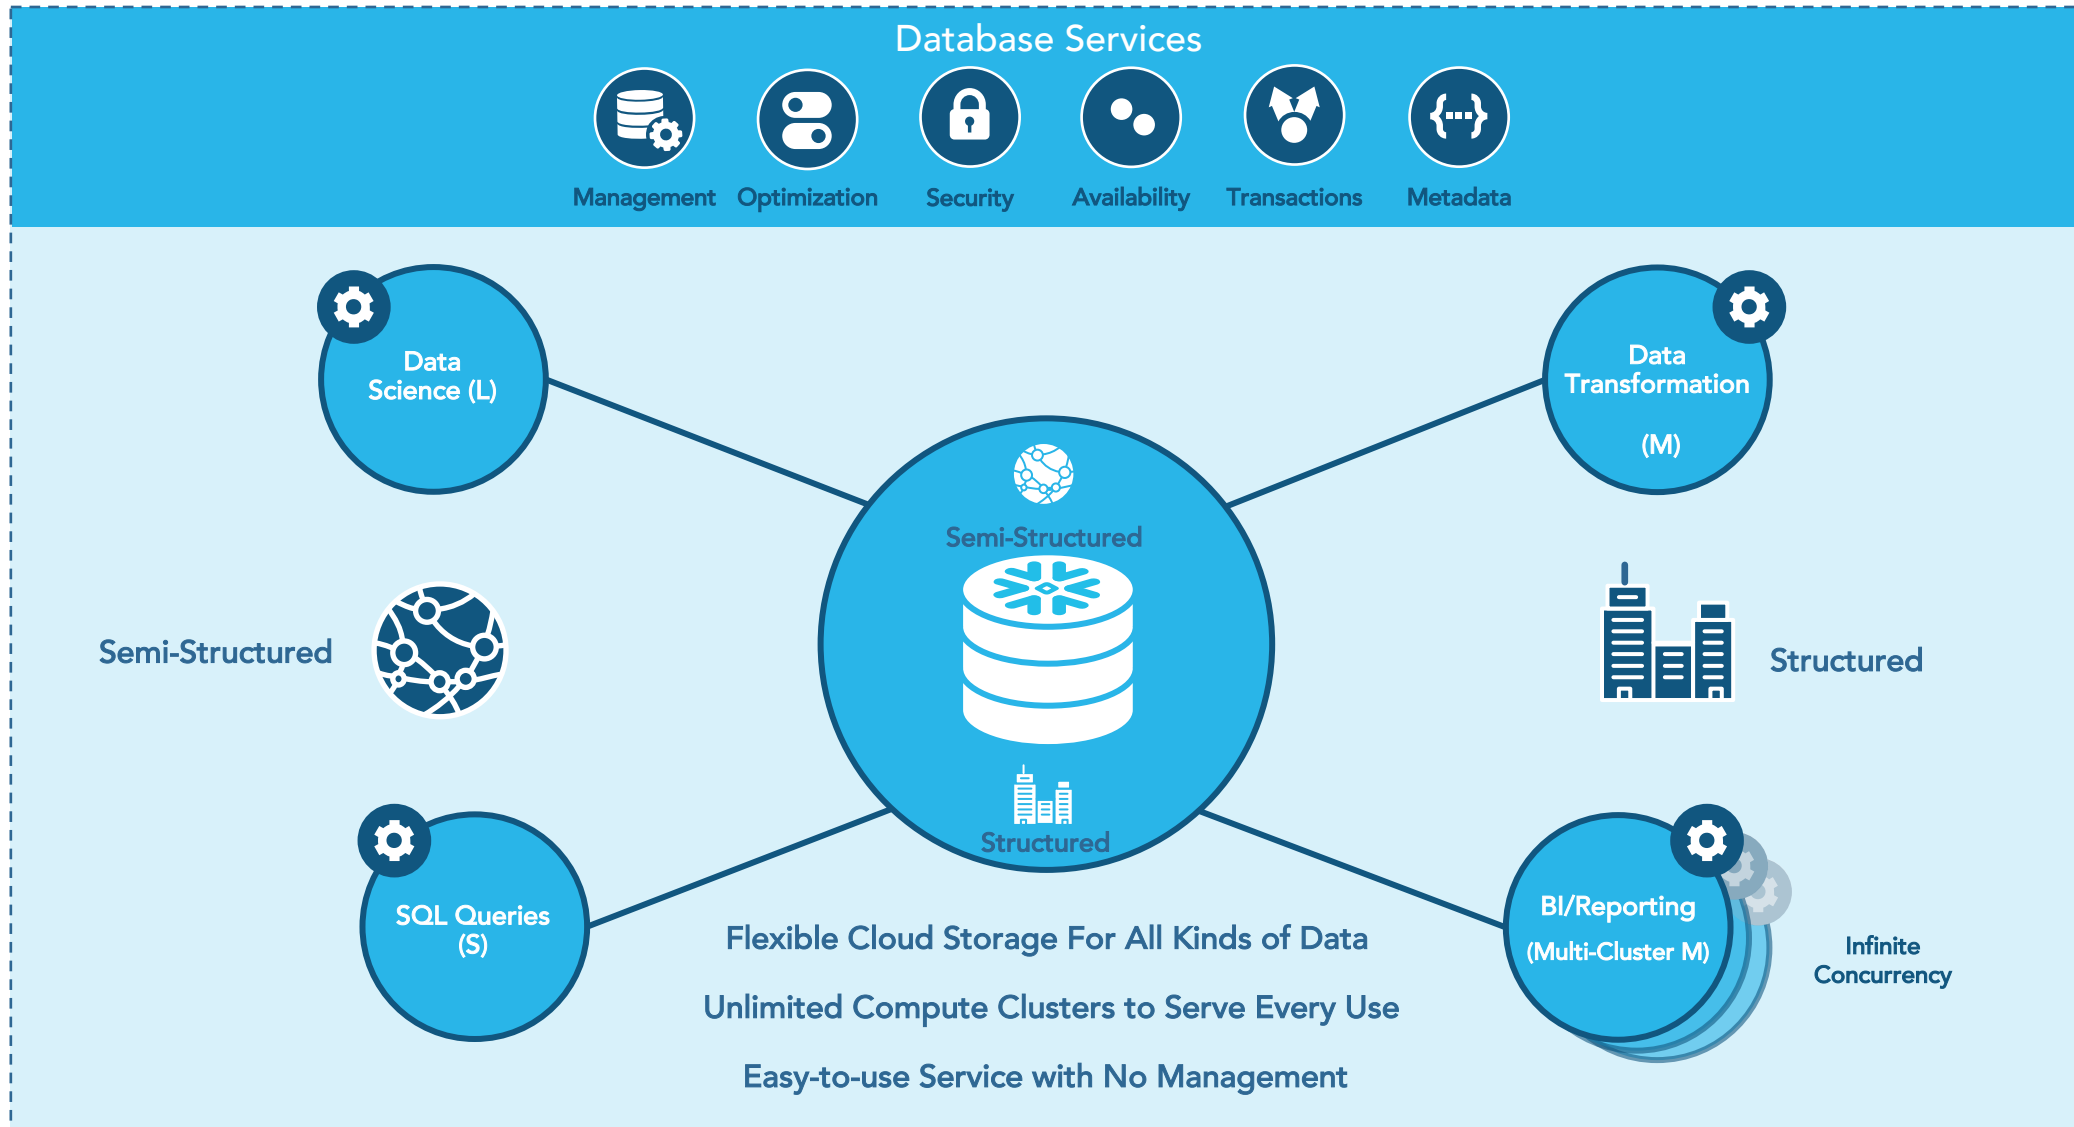 Database Services
Management
Optimization
Security
Availability
Transactions
Metadata
Data
Science (L)
Data
Transformation
(M)
Semi-Structured
Semi-Structured
Structured
Structured
SQL Queries
(S)
BI/Reporting
(Multi-Cluster M)
Infinite
Concurrency
Flexible Cloud Storage For All Kinds of Data
Unlimited Compute Clusters to Serve Every Use
Easy-to-use Service with No Management